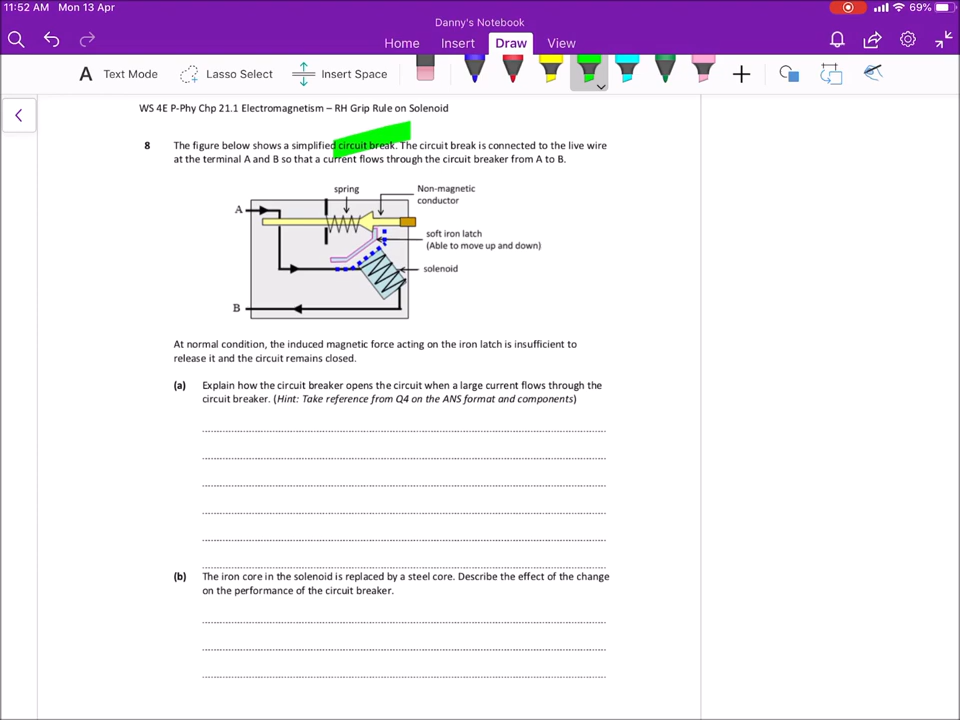 11:52 AM Mon 13 Apr
69%
Danny's Notebook
Home Insert Draw View
Text Mode Lasso Select Insert Space
WS 4E P-Phy Chp 21.1 Electromagnetism – RH Grip Rule on Solenoid
8 The figure below shows a simplified circuit break. The circuit break is connected to the live wire
at the terminal A and B so that a current flows through the circuit breaker from A to B.
spring
Non-magnetic
conductor
A
soft iron latch
(Able to move up and down)
solenoid
B
At normal condition, the induced magnetic force acting on the iron latch is insufficient to
release it and the circuit remains closed.
(a) Explain how the circuit breaker opens the circuit when a large current flows through the
circuit breaker. (Hint: Take reference from Q4 on the ANS format and components)
(b) The iron core in the solenoid is replaced by a steel core. Describe the effect of the change
on the performance of the circuit breaker.